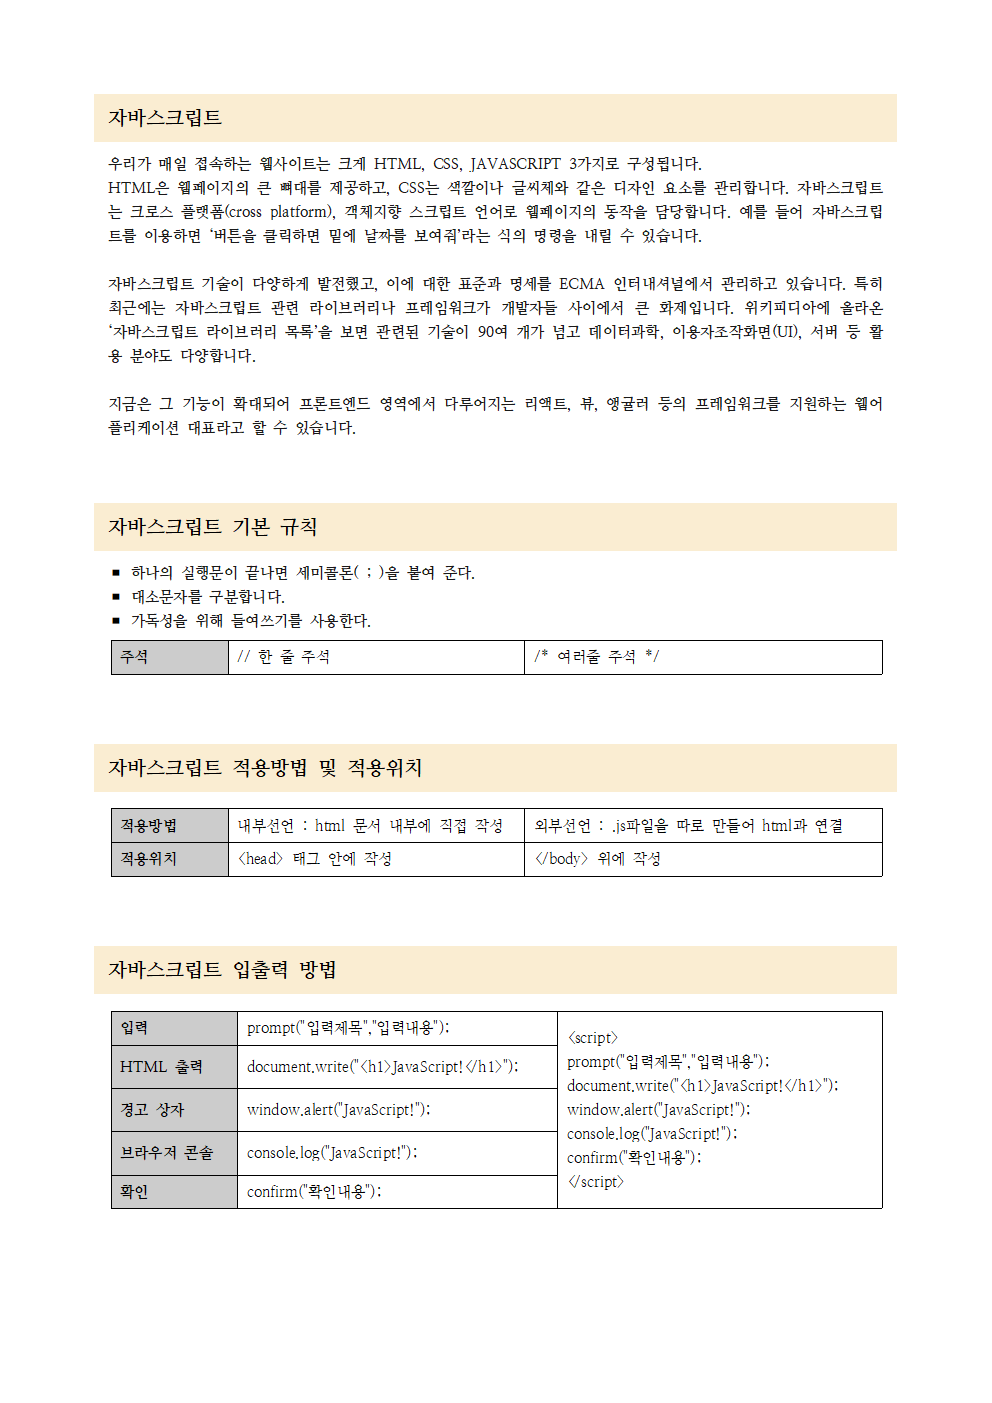 자바스크립트
우리가 매일 접속하는 웹사이트는 크게 HTML, CSS, JAVASCRIPT 3가지로 구성됩니다.
HTML은 웹페이지의 큰 뼈대를 제공하고, CSS는 색깔이나 글씨체와 같은 디자인 요소를 관리합니다. 자바스크립트
는 크로스 플랫폼(cross platform), 객체지향 스크립트 언어로 웹페이지의 동작을 담당합니다. 예를 들어 자바스크립
트를 이용하면 ‘버튼을 클릭하면 밑에 날짜를 보여줘’라는 식의 명령을 내릴 수 있습니다.
자바스크립트 기술이 다양하게 발전했고, 이에 대한 표준과 명세를 ECMA 인터내셔널에서 관리하고 있습니다. 특히
최근에는 자바스크립트 관련 라이브러리나 프레임워크가 개발자들 사이에서 큰 화제입니다. 위키피디아에 올라온
‘자바스크립트 라이브러리 목록’을 보면 관련된 기술이 90여 개가 넘고 데이터과학, 이용자조작화면(UI), 서버 등 활
용 분야도 다양합니다.
지금은 그 기능이 확대되어 프론트엔드 영역에서 다루어지는 리액트, 뷰, 앵귤러 등의 프레임워크를 지원하는 웹어
플리케이션 대표라고 할 수 있습니다.
자바스크립트 기본 규칙
▪ 하나의 실행문이 끝나면 세미콜론( ; )을 붙여 준다.
▪ 대소문자를 구분합니다.
▪ 가독성을 위해 들여쓰기를 사용한다.
주석 // 한 줄 주석 /* 여러줄 주석 */
자바스크립트 적용방법 및 적용위치
적용방법 내부선언 : html 문서 내부에 직접 작성 외부선언 : .js파일을 따로 만들어 html과 연결
적용위치 <head> 태그 안에 작성 </body> 위에 작성
자바스크립트 입출력 방법
입력 prompt("입력제목","입력내용");
HTML 출력 document.write("<h1>JavaScript!</h1>");
경고 상자 window.alert("JavaScript!");
브라우저 콘솔 console.log("JavaScript!");
확인 confirm("확인내용");
<script>
prompt("입력제목","입력내용");
document.write("<h1>JavaScript!</h1>");
window.alert("JavaScript!");
console.log("JavaScript!");
confirm("확인내용");
</script>